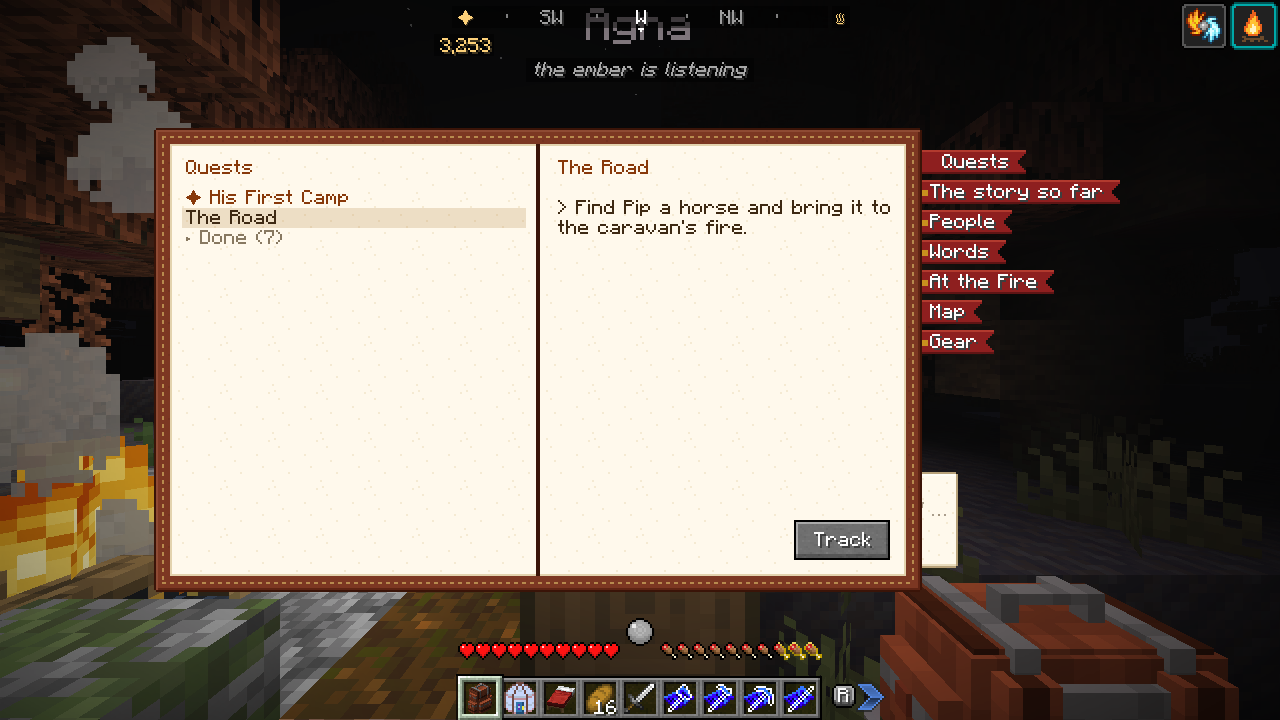 SW W NW
Agna
3,253
the ember is listening
Quests
His First Camp
The Road
Done (7)
The Road
> Find Pip a horse and bring it to
the caravan's fire.
Track
Quests
The story so far
People
Words
At the Fire
Map
Gear
...
16
R